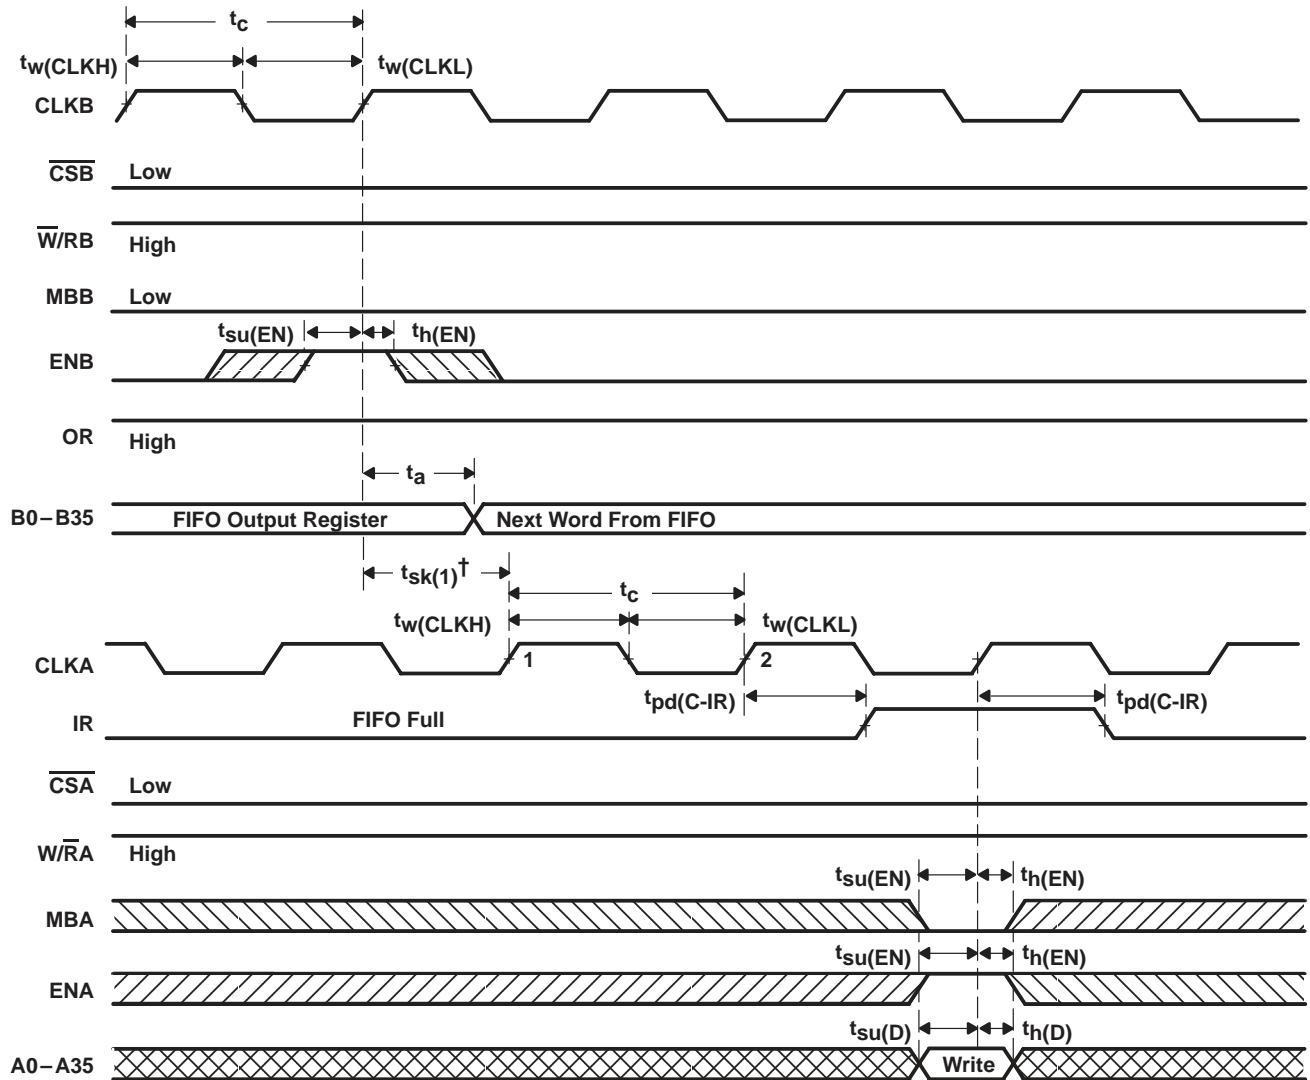 tc
tw(CLKH) tw(CLKL)
CLKB
CSB Low
W/RB High
MBB Low
tsu(EN) th(EN)
ENB
OR High
ta
B0–B35 FIFO Output Register Next Word From FIFO
tsk(1)†
tc
tw(CLKH) tw(CLKL)
CLKA 1 2
tpd(C-IR) tpd(C-IR)
IR FIFO Full
CSA Low
W/RA High
tsu(EN) th(EN)
MBA
tsu(EN) th(EN)
ENA
tsu(D) th(D)
A0–A35 Write